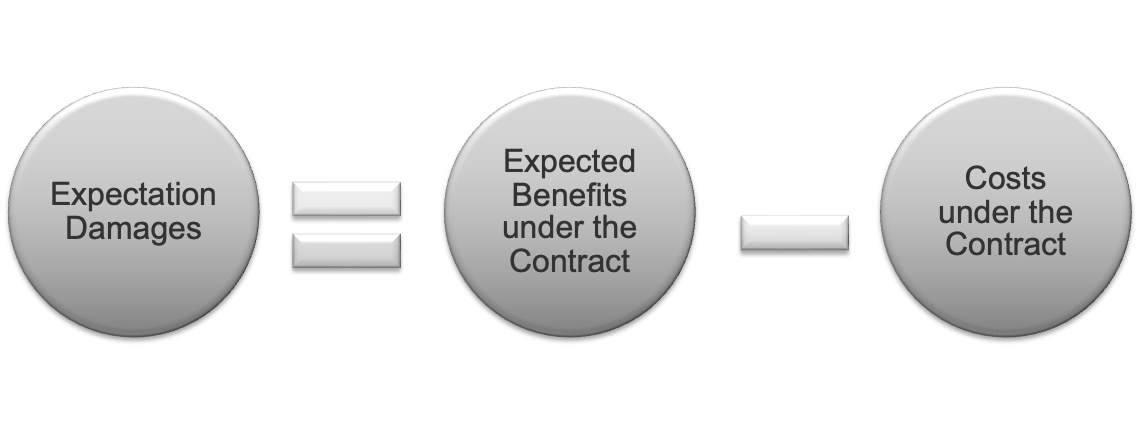 Expectation
Damages
Expected
Benefits
under the
Contract
Costs
under the
Contract